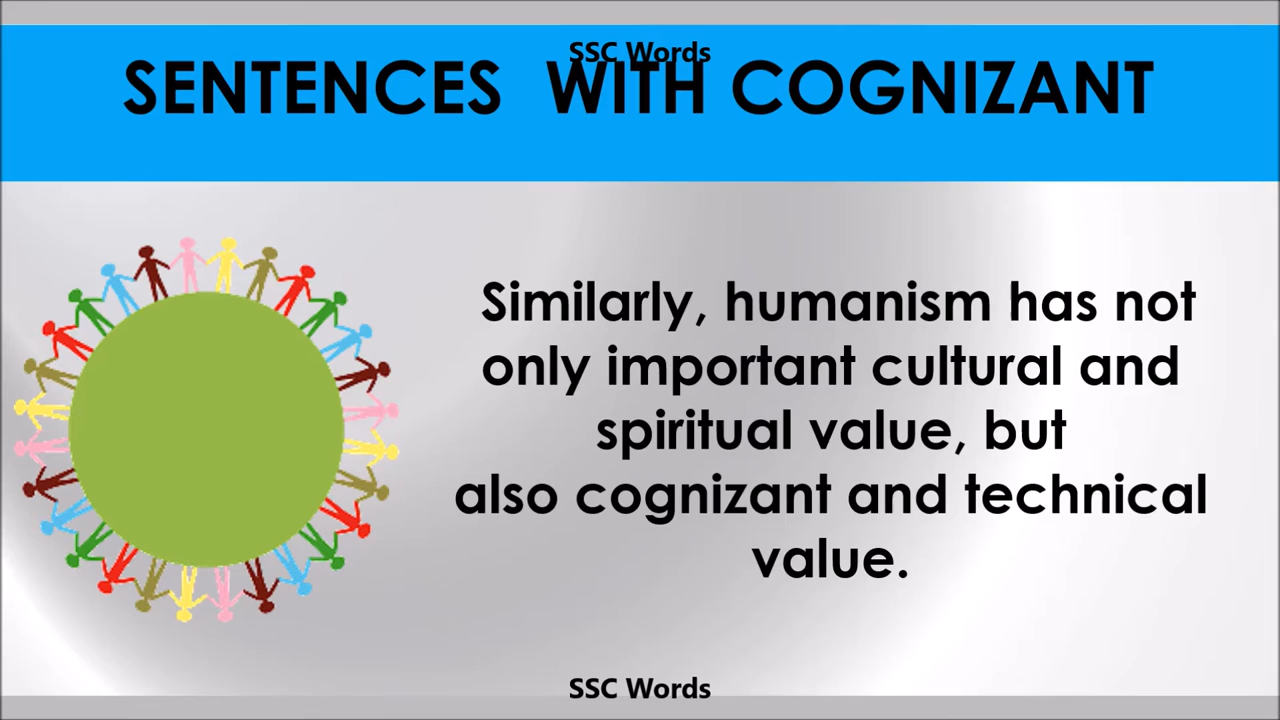 SSC Words
SENTENCES WITH COGNIZANT
Similarly, humanism has not
only important cultural and
spiritual value, but
also cognizant and technical
value.
SSC Words